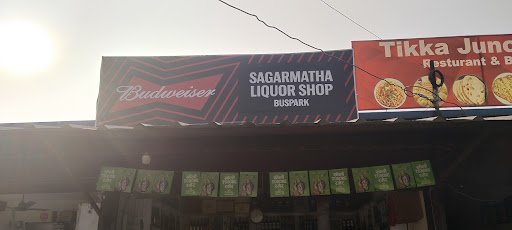 Budweiser
SAGARMATHA
LIQUOR SHOP
BUSPARK
Tikka Junc
Resturant & B